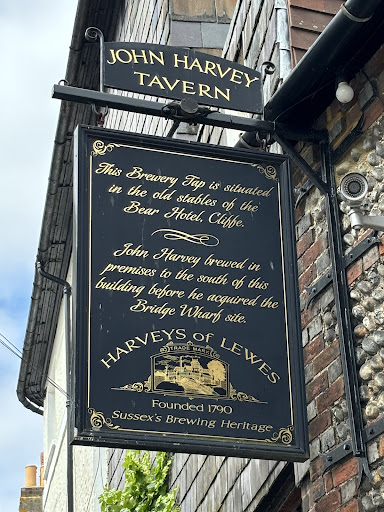 JOHN HARVEY
TAVERN
This Brewery Tap is situated
in the old stables of the
Bear Hotel, Cliffe.
John Harvey brewed in
premises to the south of this
building before he acquired the
Bridge Wharf site.
HARVEYS OF LEWES
TRADE MARK
Founded 1790
Sussex's Brewing Heritage